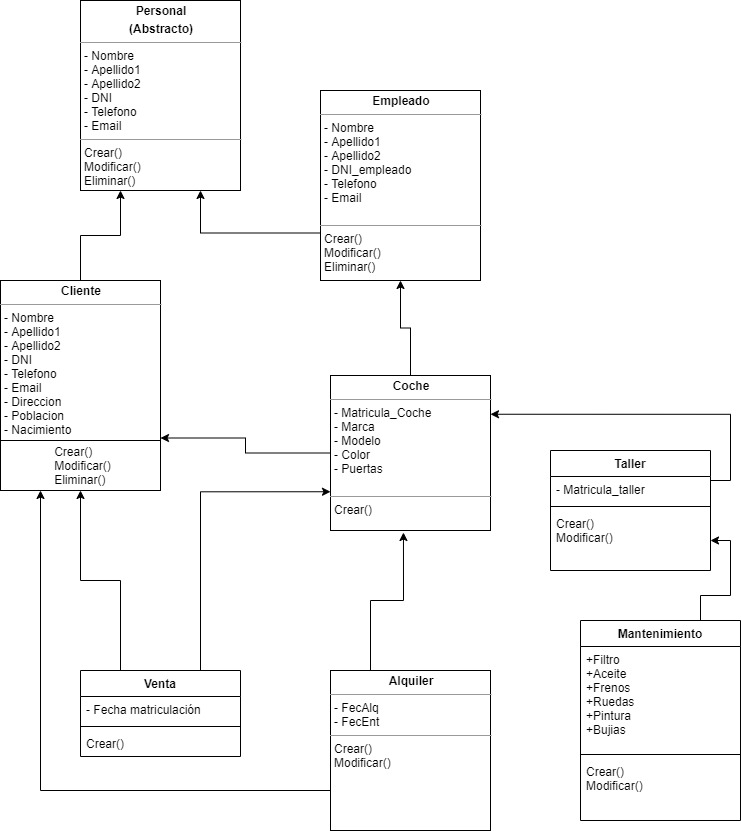 Personal
(Abstracto)
- Nombre
- Apellido1
- Apellido2
- DNI
- Telefono
- Email
Crear()
Modificar()
Eliminar()
Empleado
- Nombre
- Apellido1
- Apellido2
- DNI_empleado
- Telefono
- Email
Crear()
Modificar()
Eliminar()
Cliente
- Nombre
- Apellido1
- Apellido2
- DNI
- Telefono
- Email
- Direccion
- Poblacion
- Nacimiento
Crear()
Modificar()
Eliminar()
Coche
- Matricula_Coche
- Marca
- Modelo
- Color
- Puertas
Crear()
Taller
- Matricula_taller
Crear()
Modificar()
Venta
- Fecha matriculación
Crear()
Alquiler
- FecAlq
- FecEnt
Crear()
Modificar()
Mantenimiento
+Filtro
+Aceite
+Frenos
+Ruedas
+Pintura
+Bujias
Crear()
Modificar()